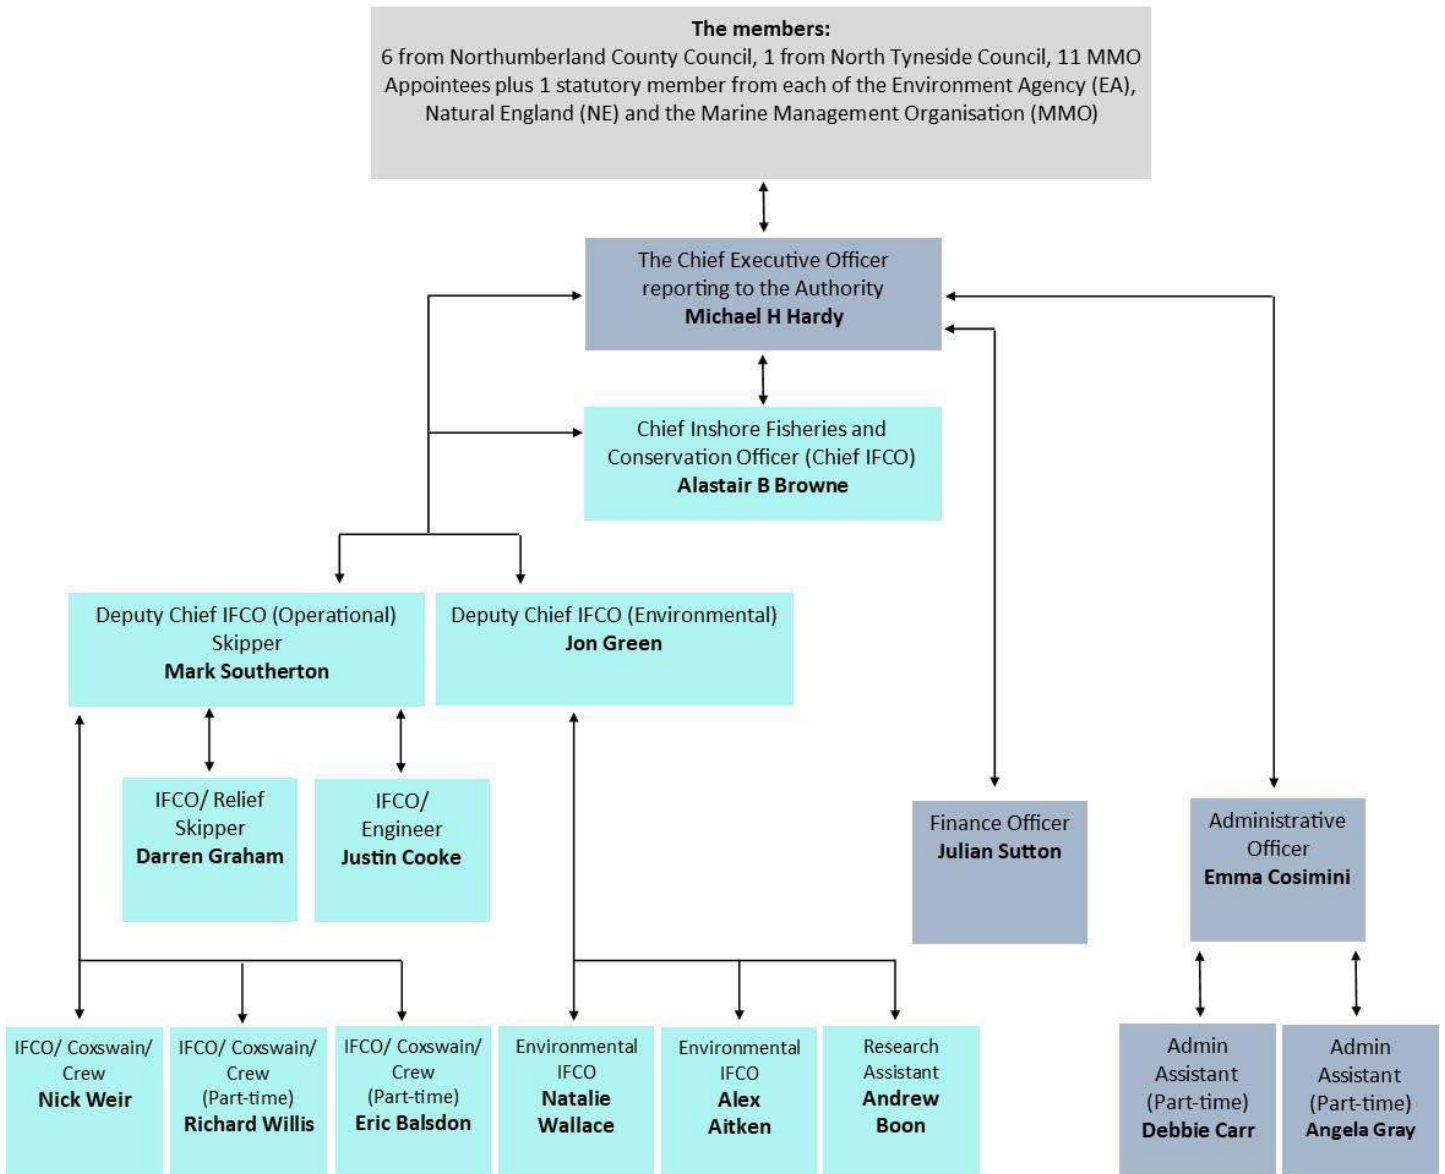 The members:
6 from Northumberland County Council, 1 from North Tyneside Council, 11 MMO
Appointees plus 1 statutory member from each of the Environment Agency (EA),
Natural England (NE) and the Marine Management Organisation (MMO)
The Chief Executive Officer
reporting to the Authority
Michael H Hardy
Chief Inshore Fisheries and
Conservation Officer (Chief IFCO)
Alastair B Browne
Deputy Chief IFCO (Operational)
Skipper
Mark Southerton
Deputy Chief IFCO (Environmental)
Jon Green
IFCO/ Relief
Skipper
Darren Graham
IFCO/
Engineer
Justin Cooke
Finance Officer
Julian Sutton
Administrative
Officer
Emma Cosimini
IFCO/ Coxswain/
Crew
Nick Weir
IFCO/ Coxswain/
Crew
(Part-time)
Richard Willis
IFCO/ Coxswain/
Crew
(Part-time)
Eric Balsdon
Environmental
IFCO
Natalie
Wallace
Environmental
IFCO
Alex
Aitken
Research
Assistant
Andrew
Boon
Admin
Assistant
(Part-time)
Debbie Carr
Admin
Assistant
(Part-time)
Angela Gray